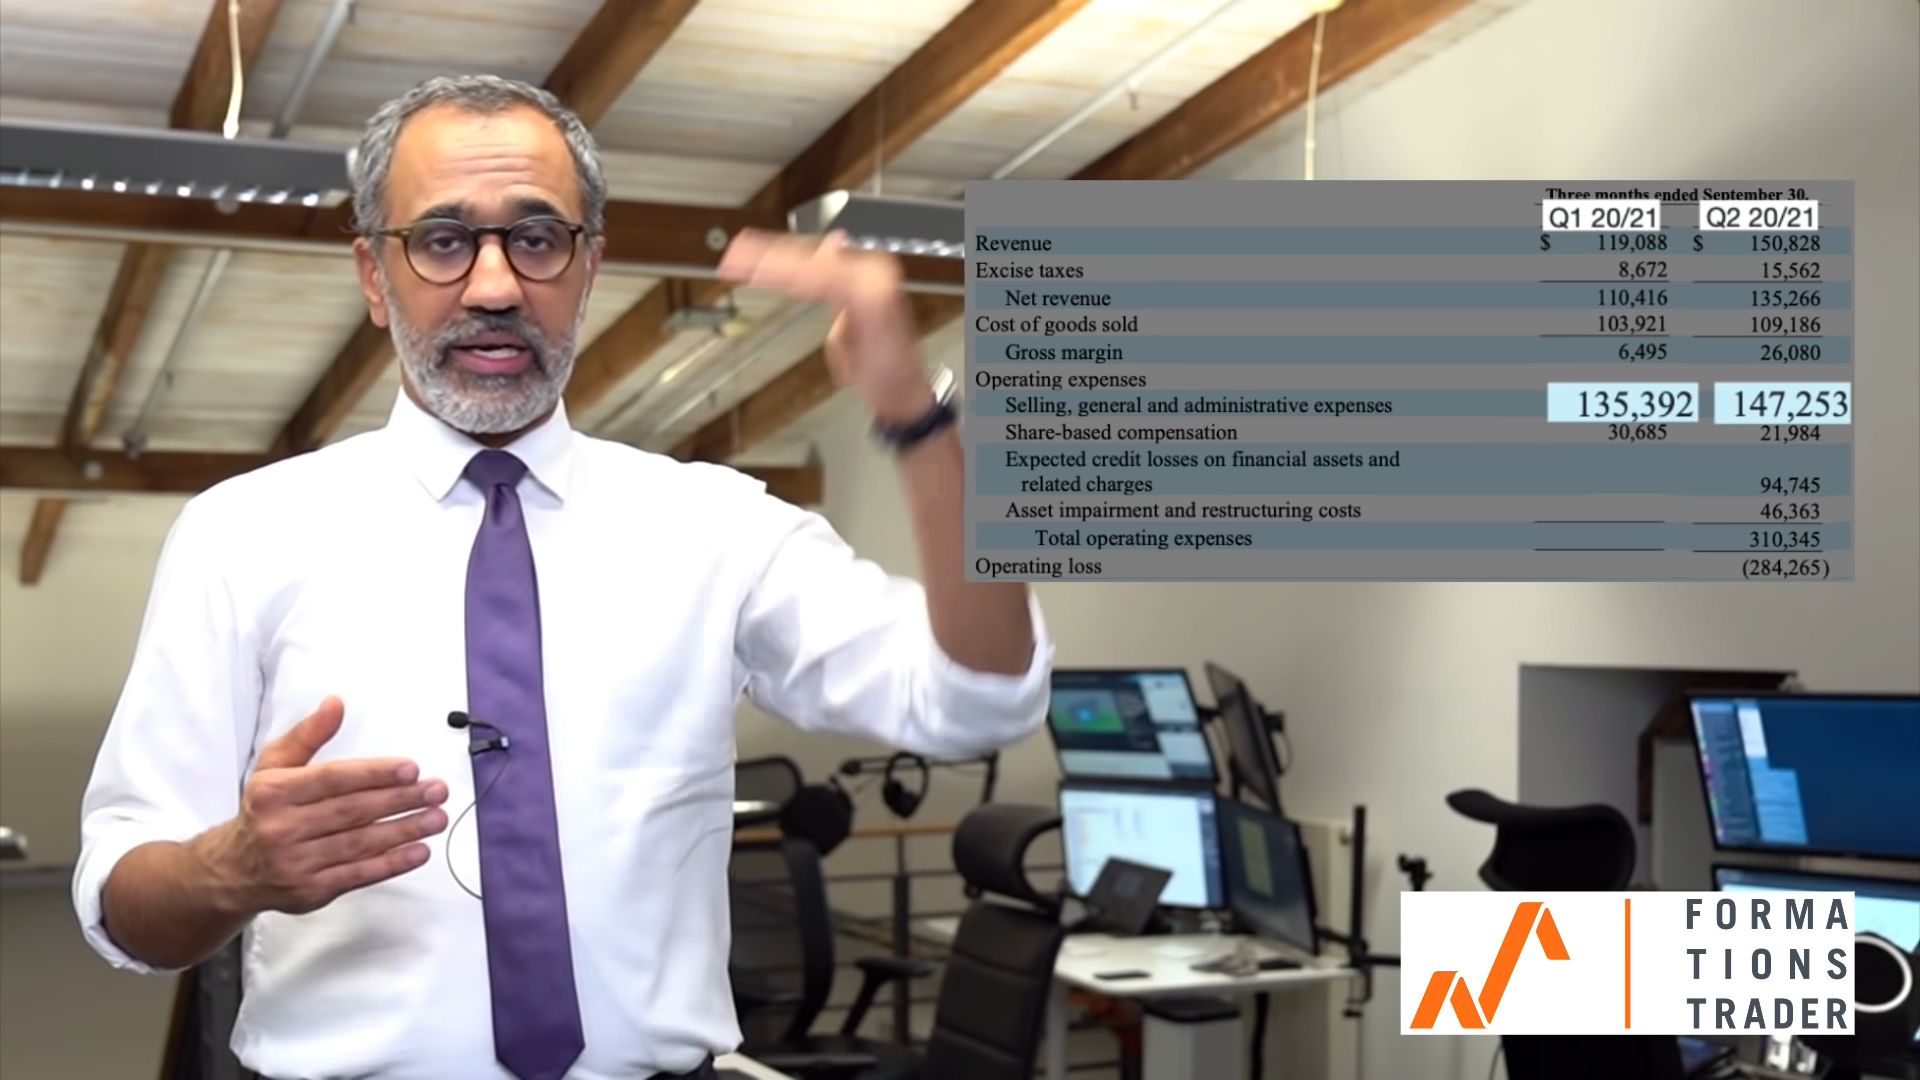 Three months ended September 30,
Q1 20/21 Q2 20/21
Revenue $ 119,088 $ 150,828
Excise taxes 8,672 15,562
Net revenue 110,416 135,266
Cost of goods sold 103,921 109,186
Gross margin 6,495 26,080
Operating expenses
Selling, general and administrative expenses 135,392 147,253
Share-based compensation 30,685 21,984
Expected credit losses on financial assets and
related charges 94,745
Asset impairment and restructuring costs 46,363
Total operating expenses 310,345
Operating loss (284,265)
FORMA
TIONS
TRADER